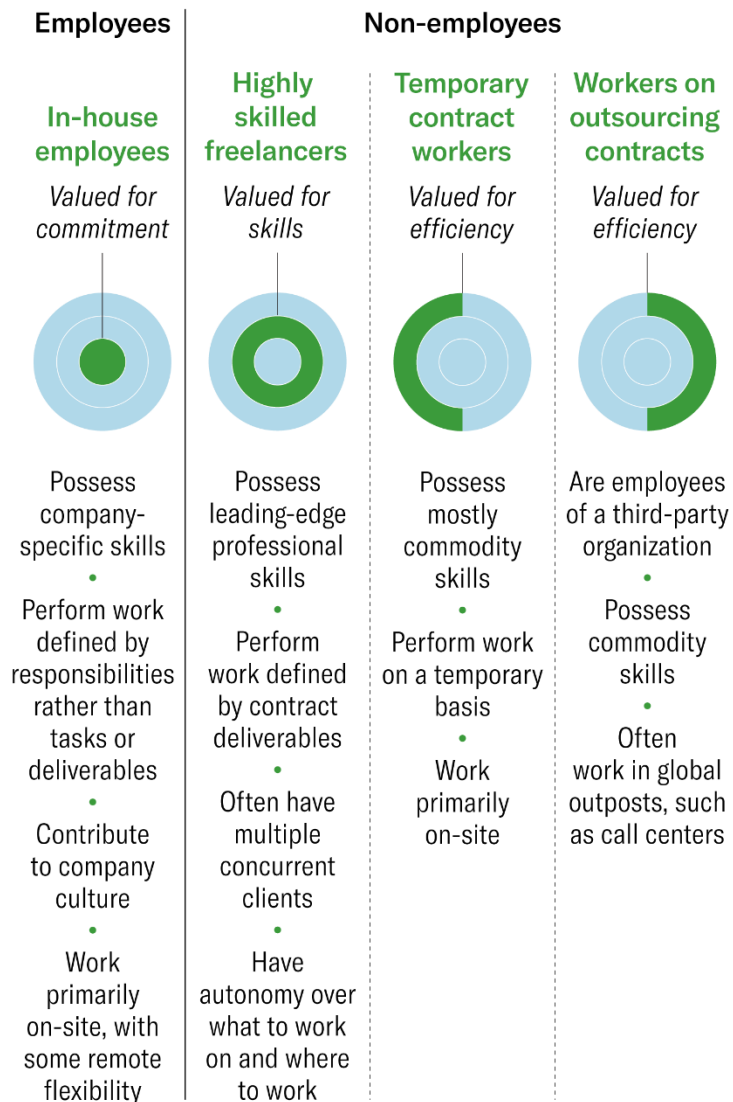 Employees
Non-employees
In-house
employees
Valued for
commitment
Possess
company-
specific skills
•
Perform work
defined by
responsibilities
rather than
tasks or
deliverables
•
Contribute
to company
culture
•
Work
primarily
on-site, with
some remote
flexibility
Highly
skilled
freelancers
Valued for
skills
Possess
leading-edge
professional
skills
•
Perform
work defined
by contract
deliverables
•
Often have
multiple
concurrent
clients
•
Have
autonomy over
what to work
on and where
to work
Temporary
contract
workers
Valued for
efficiency
Possess
mostly
commodity
skills
•
Perform work
on a temporary
basis
•
Work
primarily
on-site
Workers on
outsourcing
contracts
Valued for
efficiency
Are employees
of a third-party
organization
•
Possess
commodity
skills
•
Often
work in global
outposts, such
as call centers